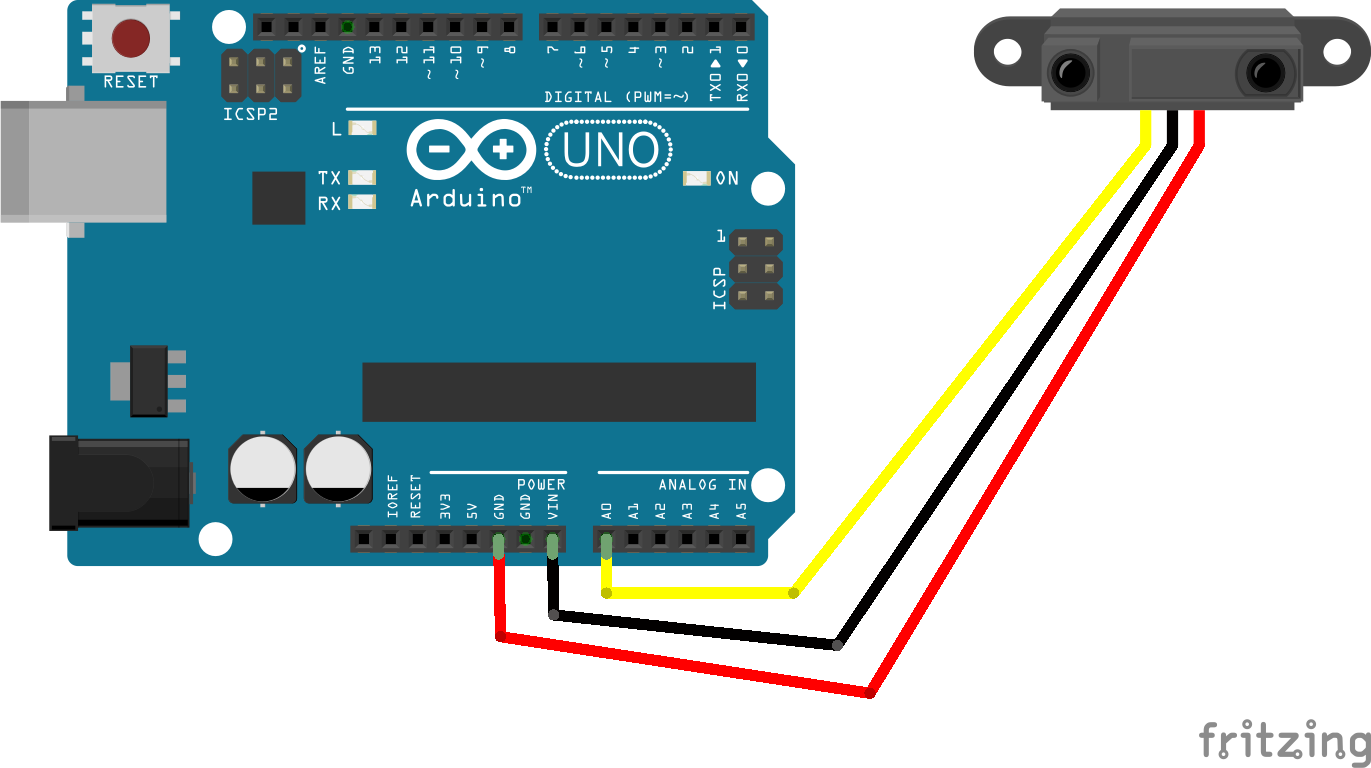 RESET
ICSP2
AREF
GND
13
12
~11
~10
~9
8
7
~6
~5
4
~3
2
TX0▶1
RX0◀0
DIGITAL (PWM=~)
L
TX
RX
Arduino™
UNO
ON
1
ICSP
POWER
ANALOG IN
IOREF
RESET
3V3
5V
GND
GND
VIN
A0
A1
A2
A3
A4
A5
fritzing